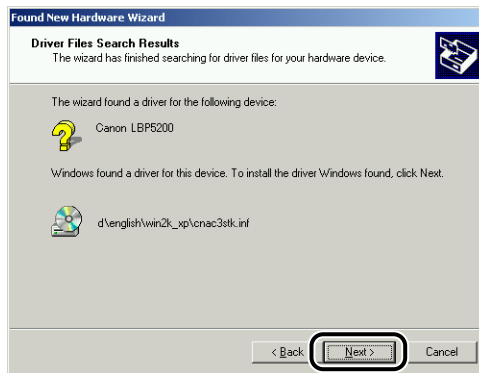 Found New Hardware Wizard
Driver Files Search Results
The wizard has finished searching for driver files for your hardware device.
The wizard found a driver for the following device:
Canon LBP5200
Windows found a driver for this device. To install the driver Windows found, click Next.
d\english\win2k_xp\cnac3stk.inf
< Back Next > Cancel